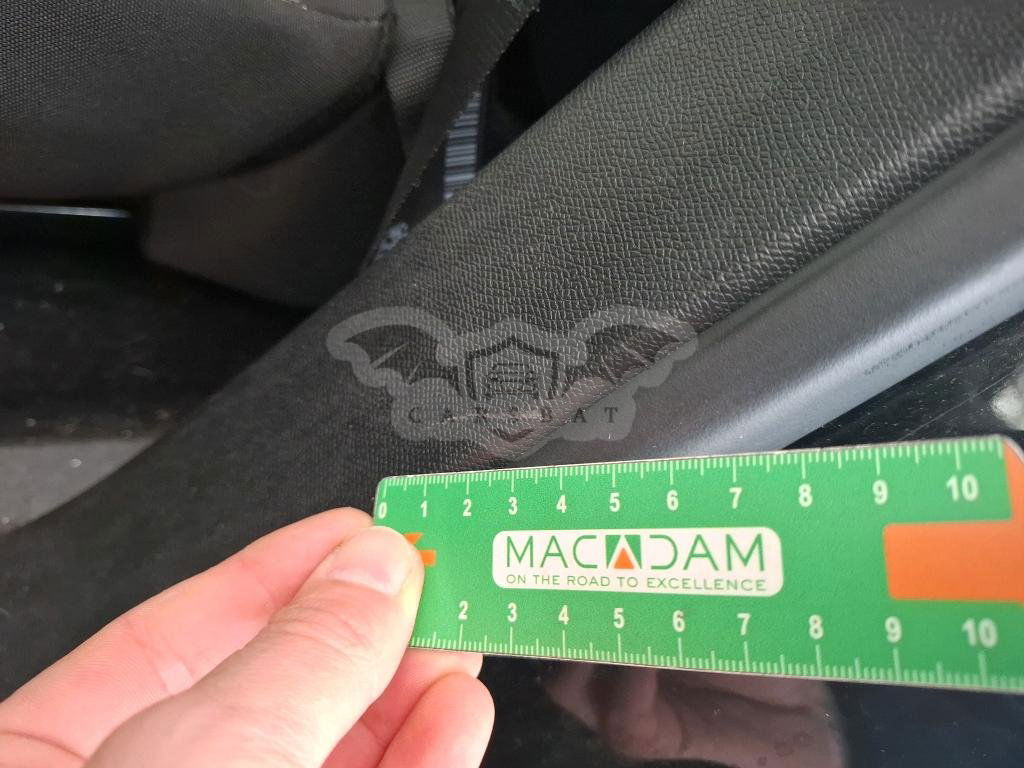 CARSBAT
0 1 2 3 4 5 6 7 8 9 10
MACADAM
ON THE ROAD TO EXCELLENCE
2 3 4 5 6 7 8 9 10